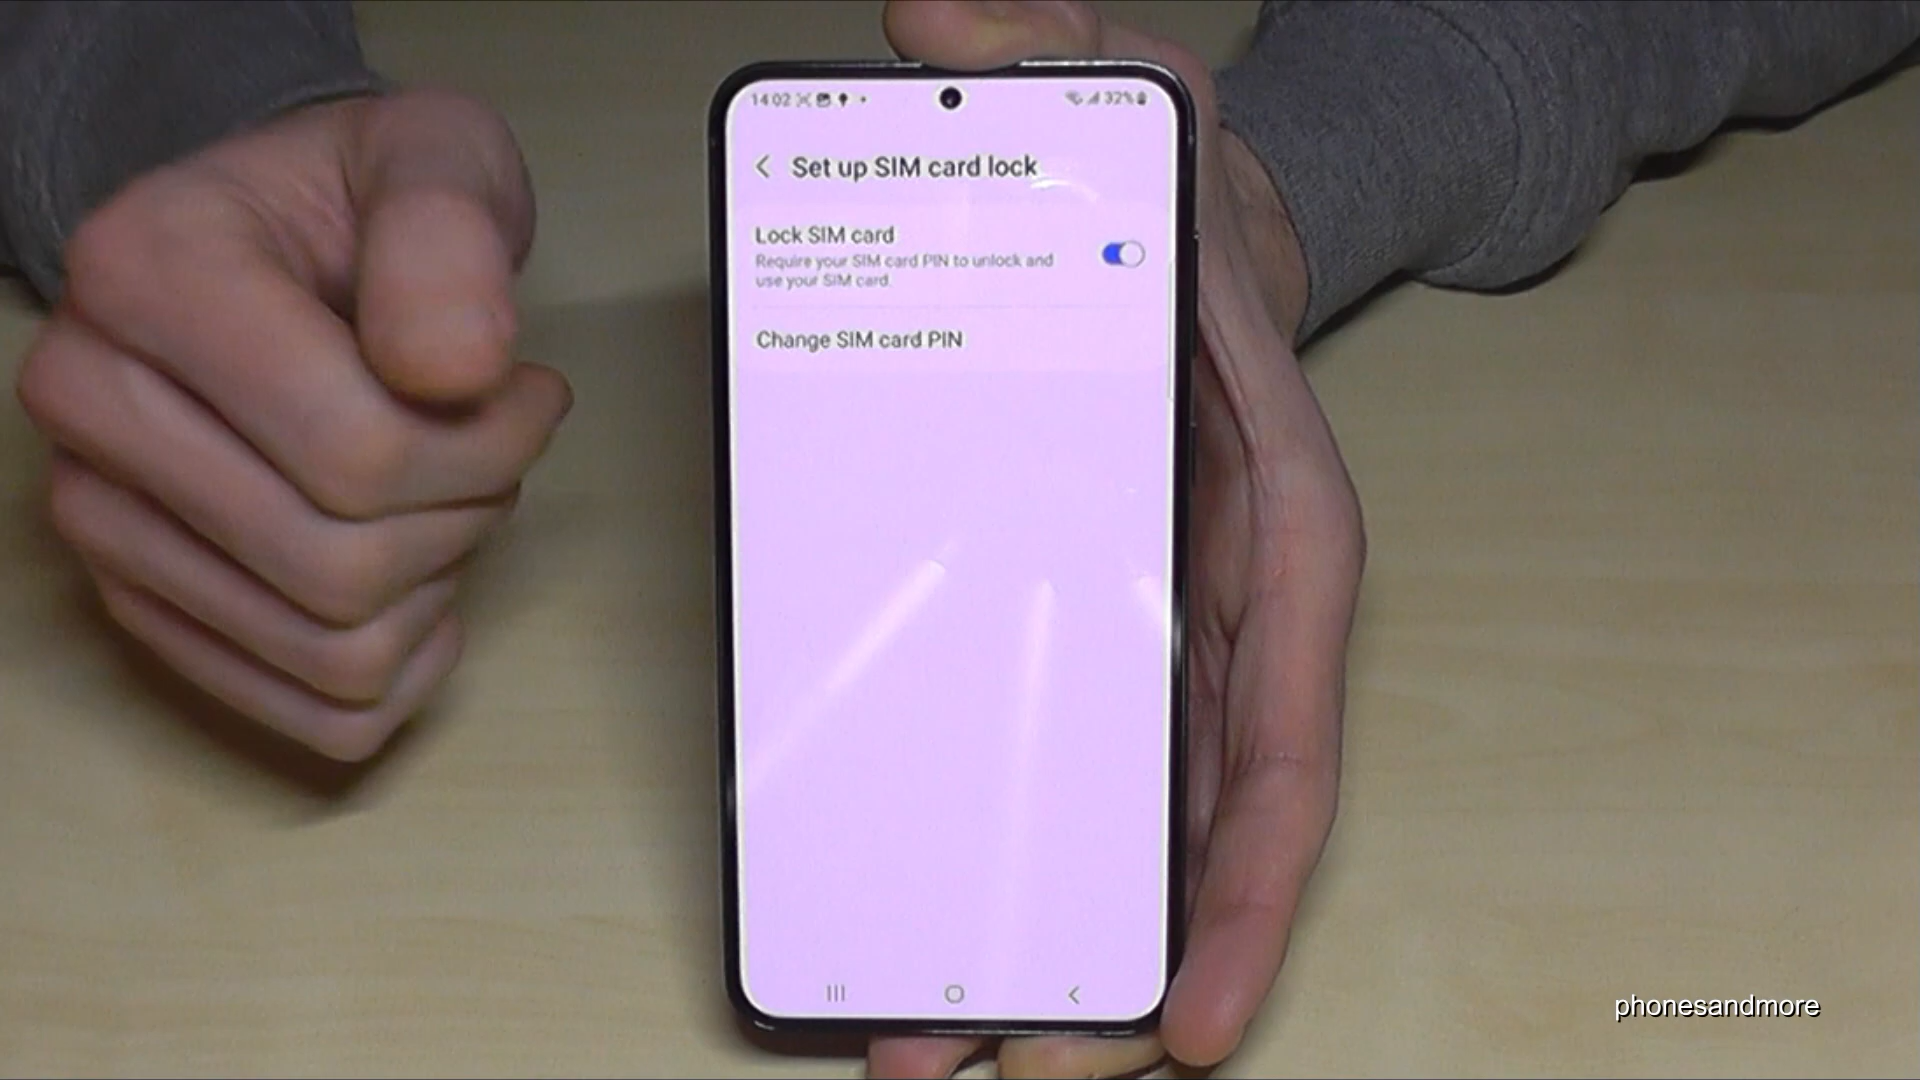 14:02
32%
Set up SIM card lock
Lock SIM card
Require your SIM card PIN to unlock and
use your SIM card.
Change SIM card PIN
phonesandmore